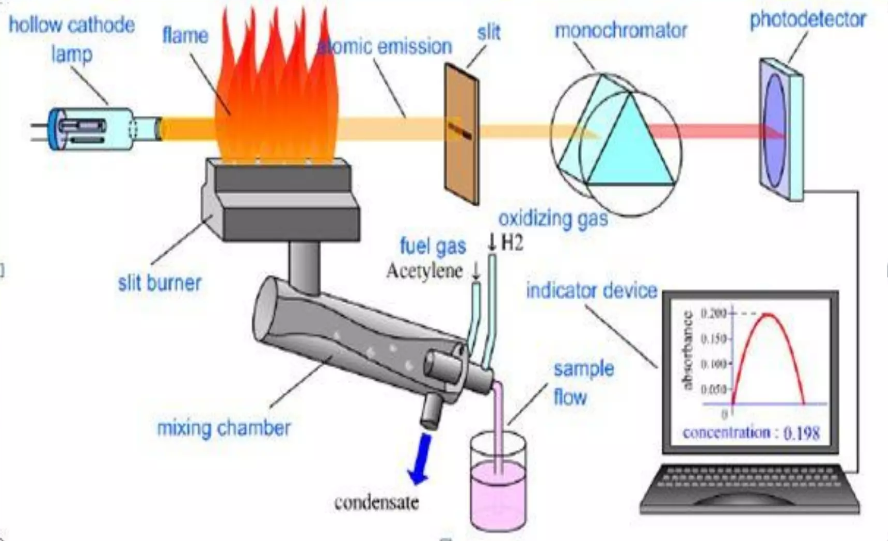 hollow cathode
lamp
flame
atomic emission
slit
monochromator
photodetector
oxidizing gas
H2
fuel gas
Acetylene
slit burner
indicator device
absorbance
0.200
0.150
0.100
0.050
0
concentration : 0.198
sample
flow
mixing chamber
condensate